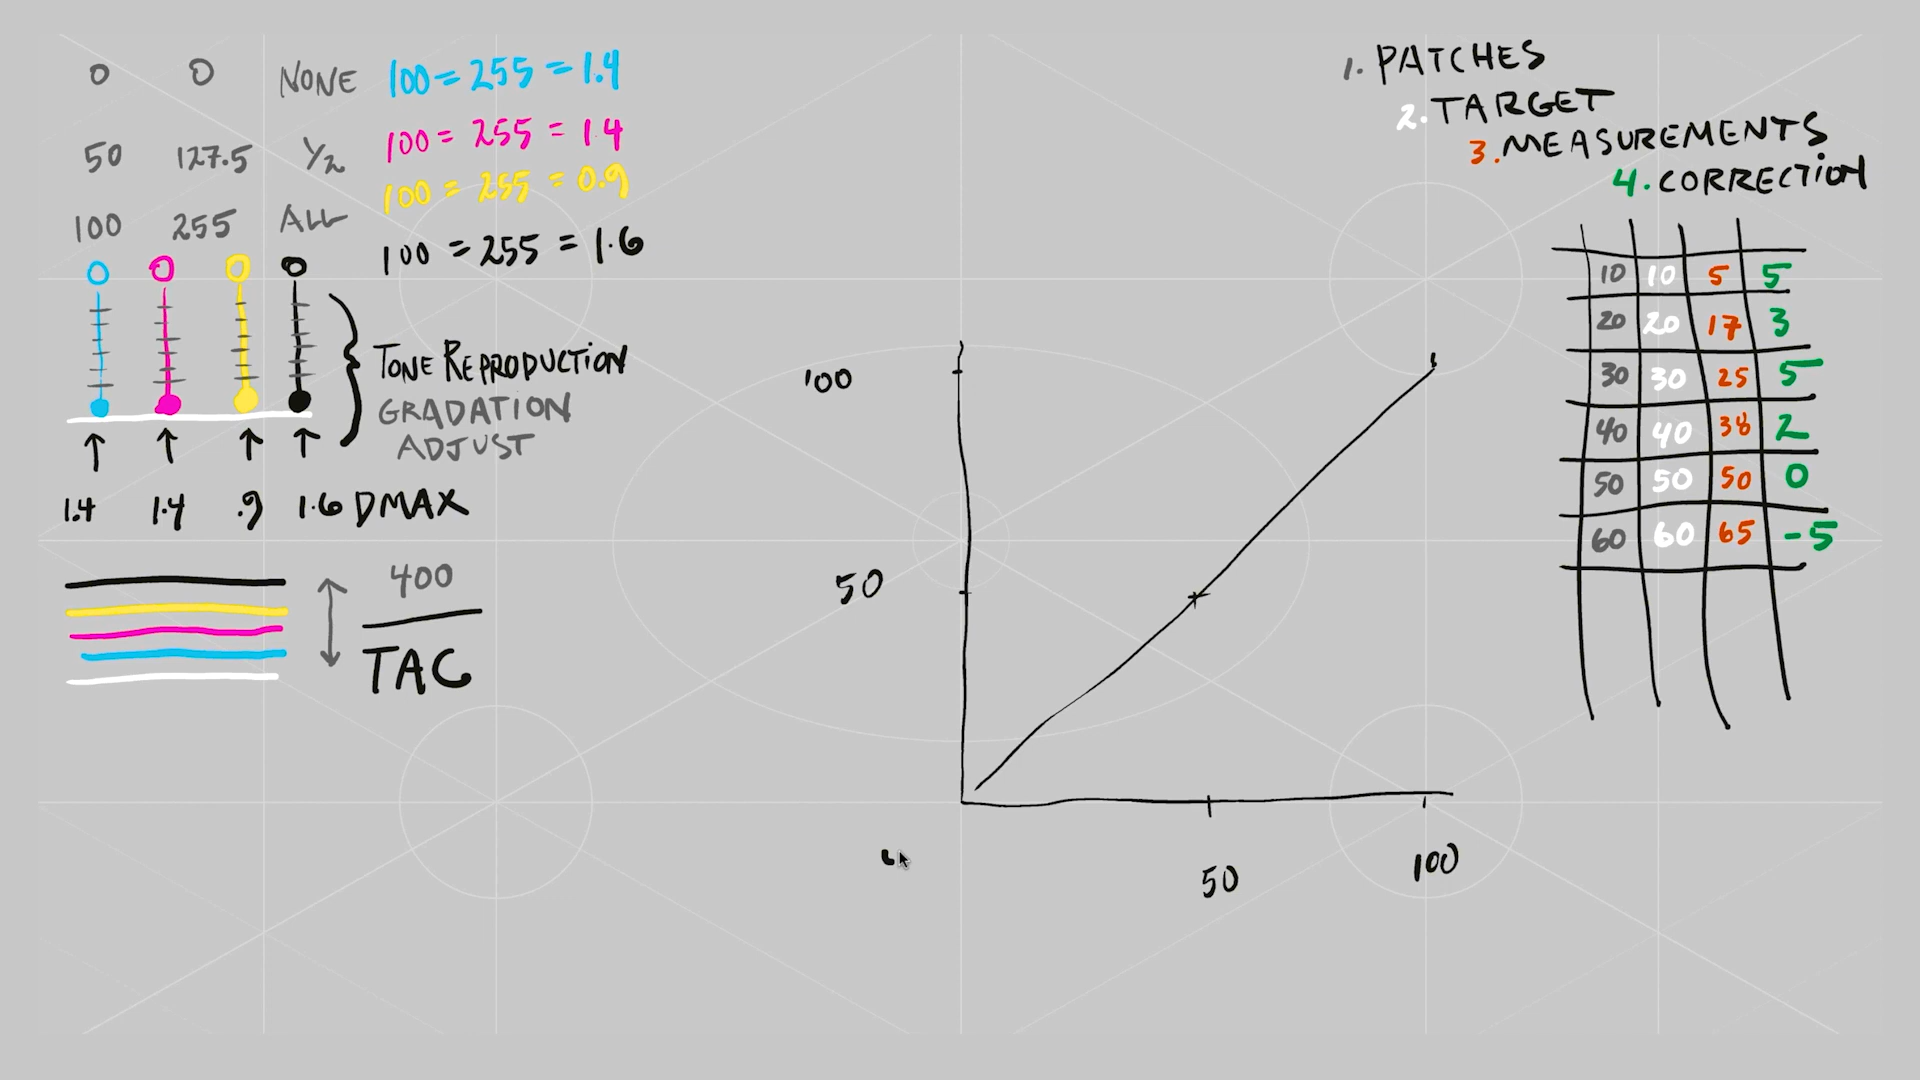 0 0 NONE
50 127.5 1/2
100 255 ALL
100 = 255 = 1.4
100 = 255 = 1.4
100 = 255 = 0.9
100 = 255 = 1.6
TONE REPRODUCTION
GRADATION
ADJUST
1.4 1.4 .9 1.6 DMAX
400
TAC
100
50
50
100
1. PATCHES
2. TARGET
3. MEASUREMENTS
4. CORRECTION
10 10 5 5
20 20 17 3
30 30 25 5
40 40 38 2
50 50 50 0
60 60 65 -5